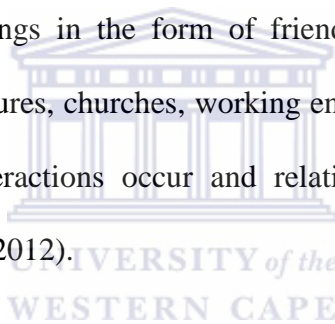 ngs in the form of friend
ures, churches, working en
eractions occur and relati
2012).
UNIVERSITY of the
WESTERN CAPE